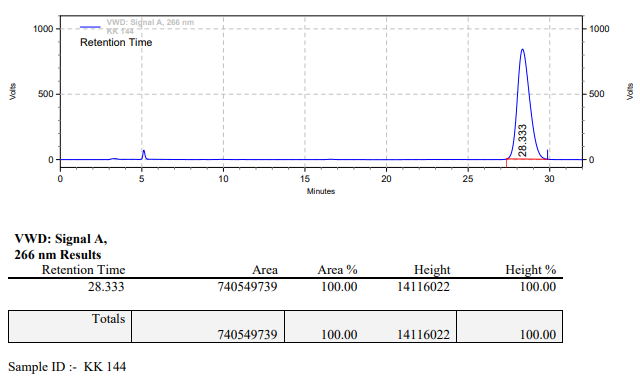 VWD: Signal A, 266 nm
KK 144
Retention Time
1000
500
0
Volts
1000
500
0
Volts
28.333
0 5 10 15 20 25 30
Minutes
VWD: Signal A,
266 nm Results
Retention Time Area Area % Height Height %
28.333 740549739 100.00 14116022 100.00
Totals
740549739 100.00 14116022 100.00
Sample ID :- KK 144